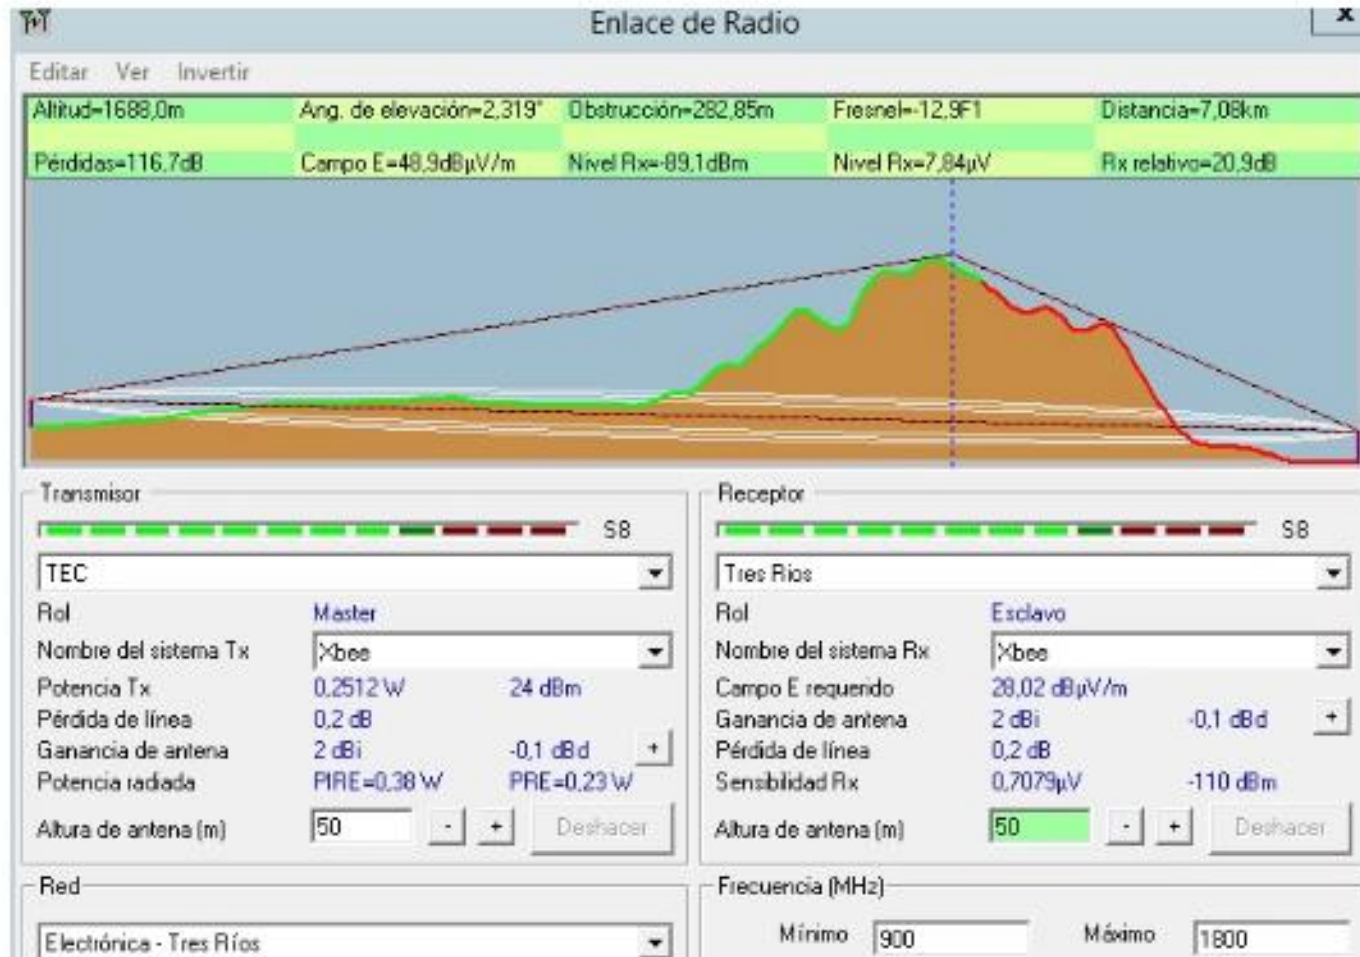 Enlace de Radio
X
Editar Ver Invertir
Altitud=1688,0m Ang. de elevación=2,319° Obstrucción=282,85m Fresnel=-12,9F1 Distancia=7,08km
Pérdidas=116,7dB Campo E=48,9dBµV/m Nivel Rx=-89,1dBm Nivel Rx=7,84µV Rx relativo=20,9dB
Transmisor
S8
TEC
Rol Master
Nombre del sistema Tx Xbee
Potencia Tx 0,2512 W 24 dBm
Pérdida de línea 0,2 dB
Ganancia de antena 2 dBi -0,1 dBd +
Potencia radiada PIRE=0,38 W PRE=0,23 W
Altura de antena (m) 50 - + Deshacer
Receptor
S8
Tres Rios
Rol Esclavo
Nombre del sistema Rx Xbee
Campo E requerido 28,02 dBµV/m
Ganancia de antena 2 dBi -0,1 dBd +
Pérdida de línea 0,2 dB
Sensibilidad Rx 0,7079µV -110 dBm
Altura de antena (m) 50 - + Deshacer
Red
Electrónica - Tres Ríos
Frecuencia (MHz)
Mínimo 900 Máximo 1800